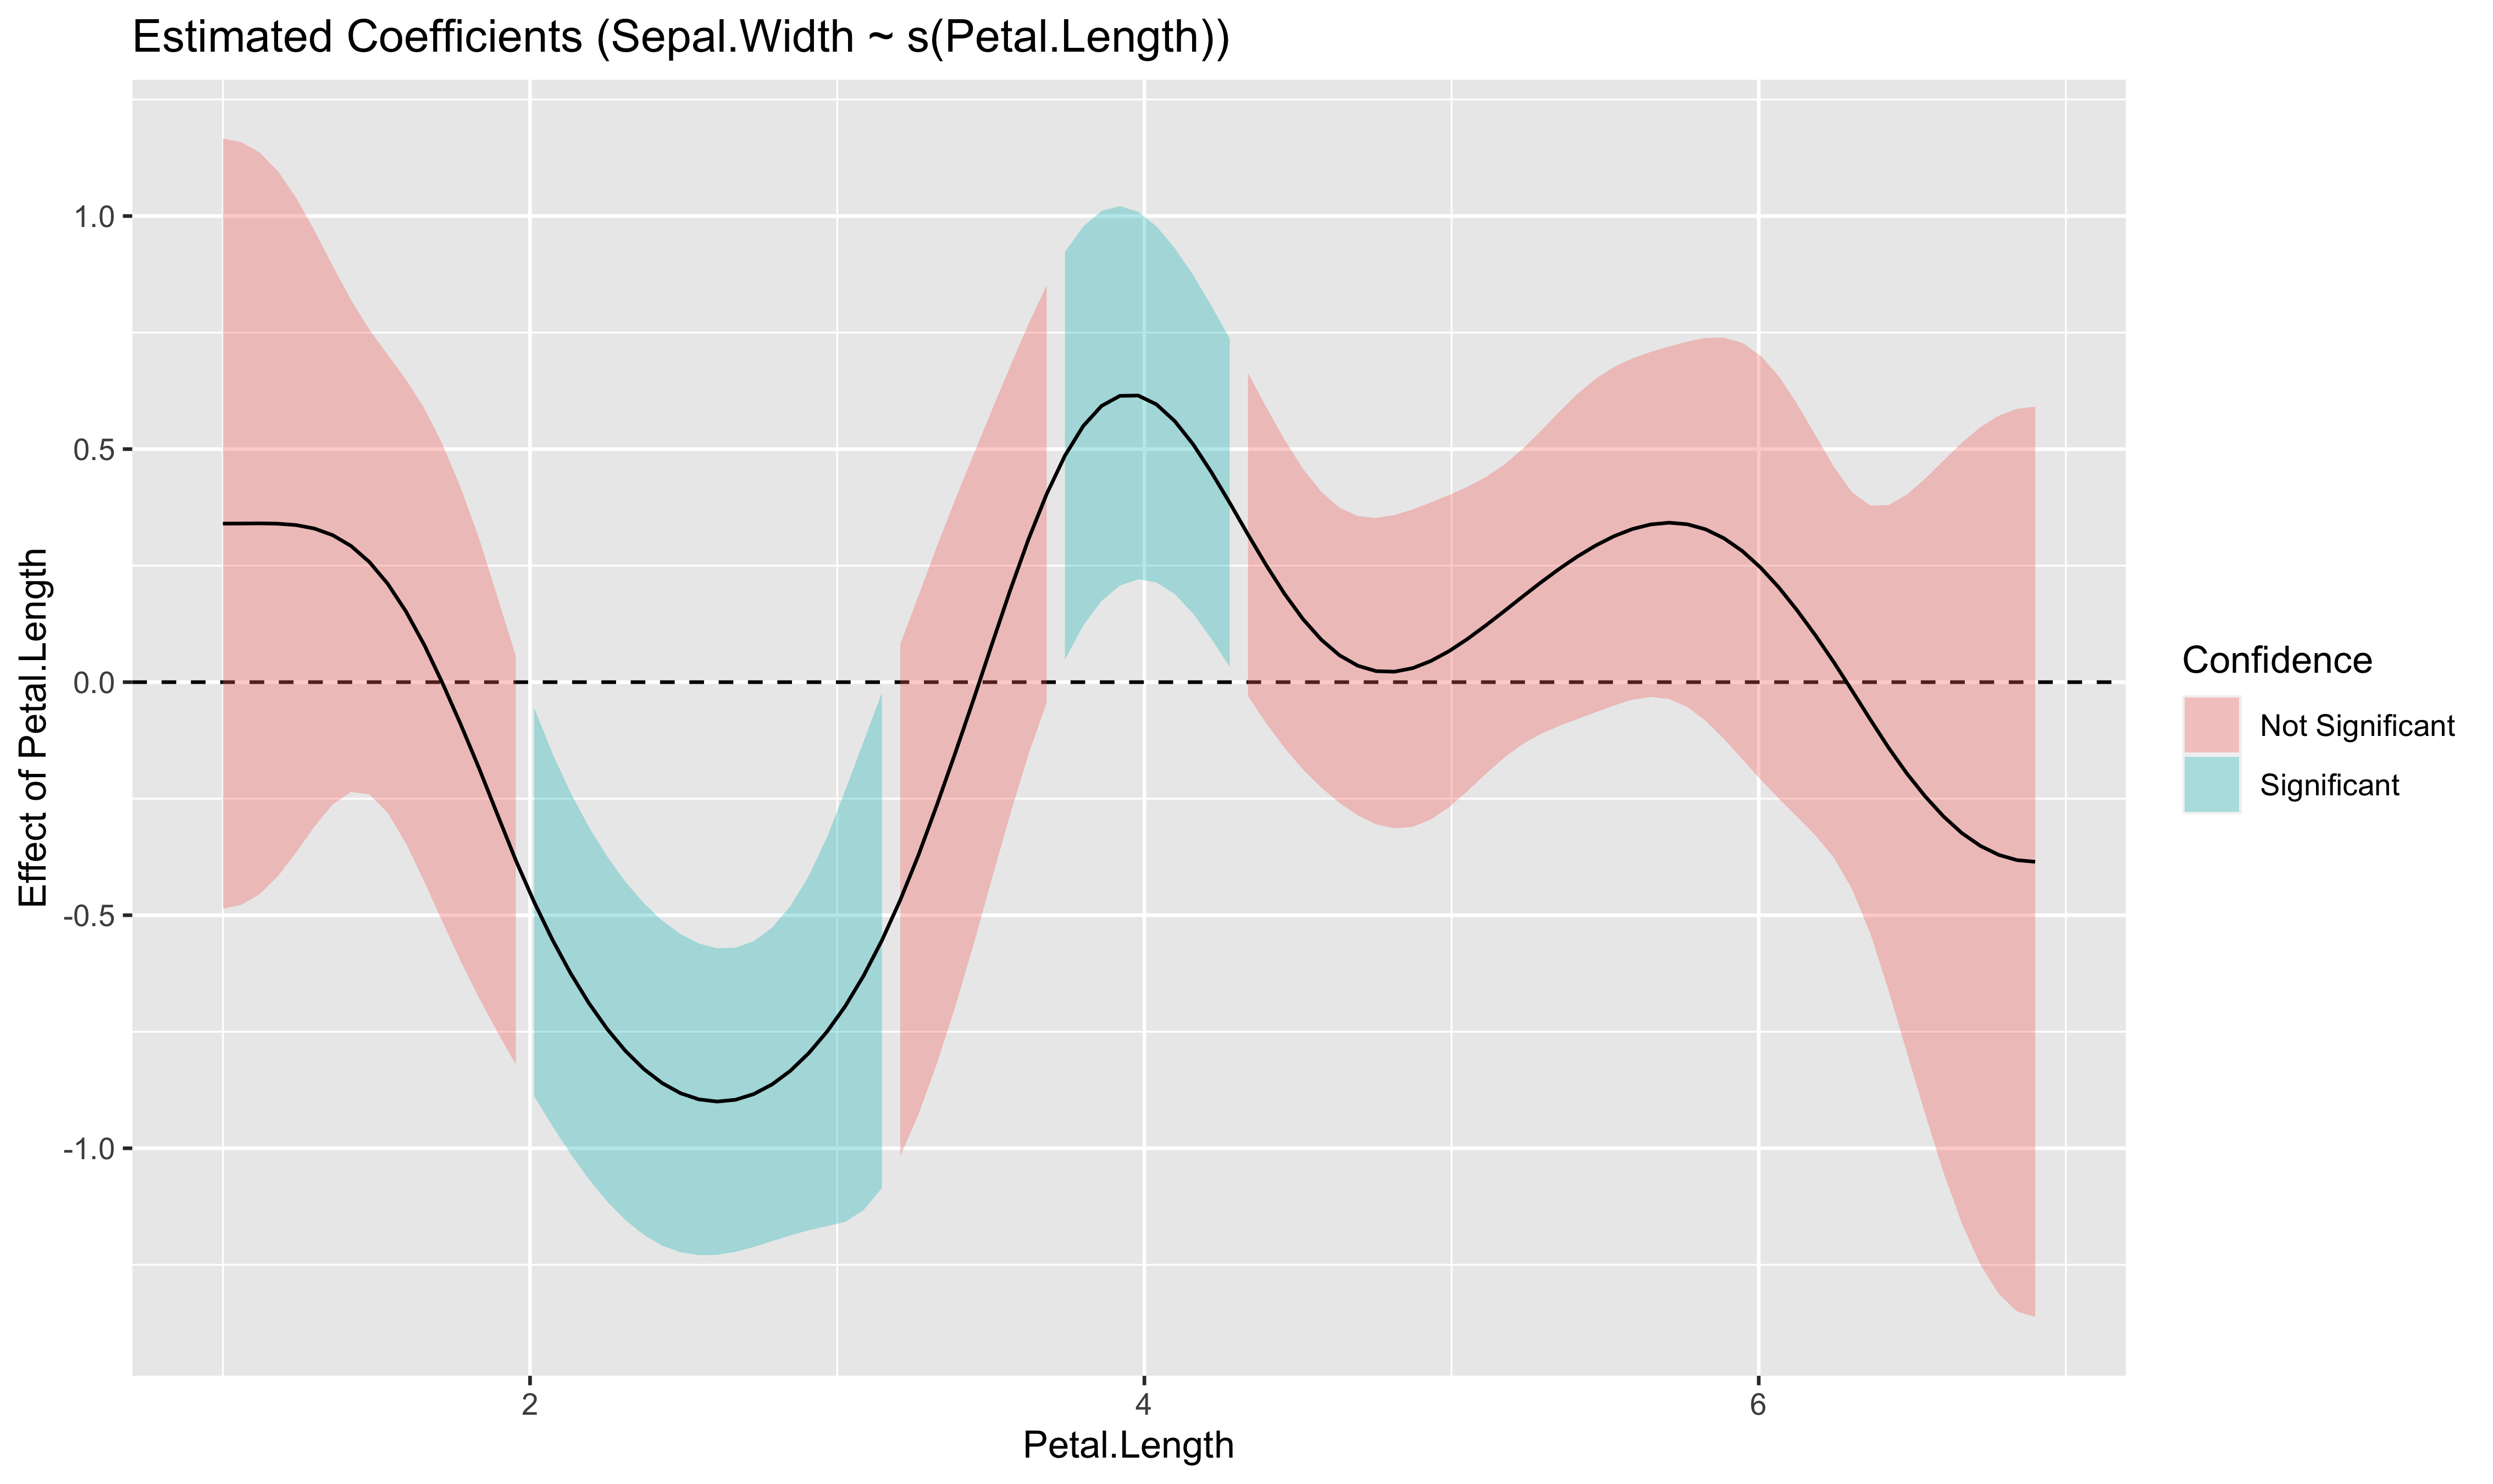 Estimated Coefficients (Sepal.Width ~ s(Petal.Length))
Effect of Petal.Length
1.0
0.5
0.0
-0.5
-1.0
2
4
6
Petal.Length
Confidence
Not Significant
Significant